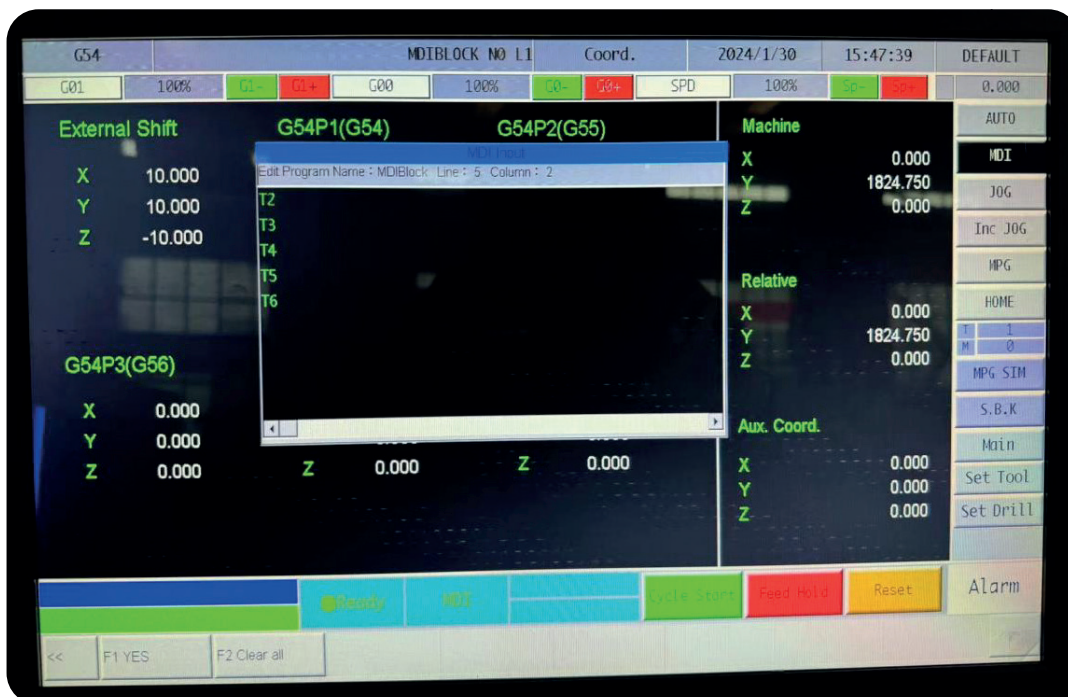 G54 MDIBLOCK N0 L1 Coord. 2024/1/30 15:47:39 DEFAULT
G01 100% G1- G1+ G00 100% G0- G0+ SPD 100% Sp- Sp+ 0.000
External Shift G54P1(G54) G54P2(G55)
X 10.000
Y 10.000
Z -10.000
MDI Input
Edit Program Name : MDIBlock Line : 5 Column : 2
T2
T3
T4
T5
T6
G54P3(G56)
X 0.000
Y 0.000
Z 0.000 Z 0.000 Z 0.000
Machine
X 0.000
Y 1824.750
Z 0.000
Relative
X 0.000
Y 1824.750
Z 0.000
Aux. Coord.
X 0.000
Y 0.000
Z 0.000
AUTO
MDI
JOG
Inc JOG
MPG
HOME
T 1
M 0
MPG SIM
S.B.K
Main
Set Tool
Set Drill
Ready MDI Cycle Start Feed Hold Reset Alarm
<< F1 YES F2 Clear all